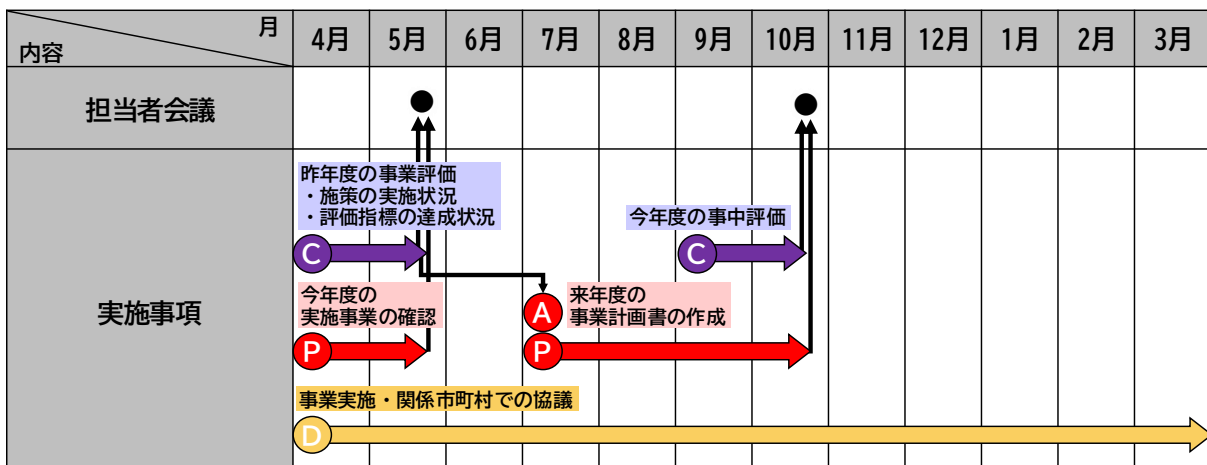 月
内容
4月 5月 6月 7月 8月 9月 10月 11月 12月 1月 2月 3月
担当者会議
実施事項
昨年度の事業評価
・施策の実施状況
・評価指標の達成状況
C
今年度の事中評価
C
今年度の
実施事業の確認
P
A
来年度の
事業計画書の作成
P
事業実施・関係市町村での協議
D